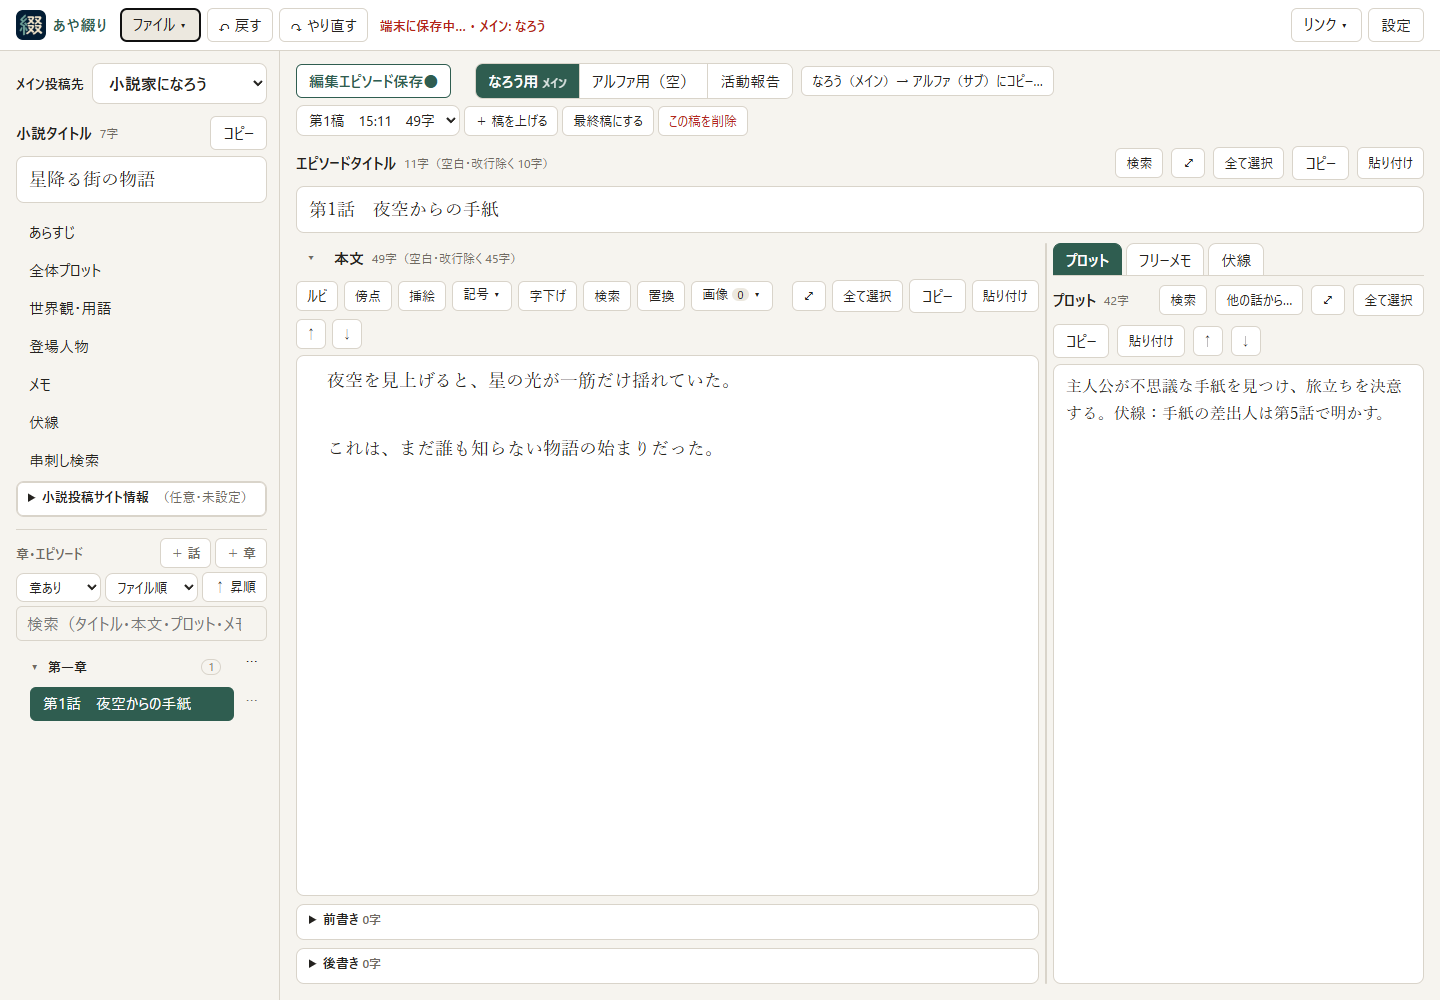 綴 あや綴り ファイル ▾ ↶ 戻す ↷ やり直す 端末に保存中… ・ メイン: なろう リンク ▾ 設定
メイン投稿先 小説家になろう
小説タイトル 7字 コピー
星降る街の物語
あらすじ
全体プロット
世界観・用語
登場人物
メモ
伏線
串刺し検索
▶ 小説投稿サイト情報 （任意・未設定）
章・エピソード ＋ 話 ＋ 章
章あり ファイル順 ↑ 昇順
検索（タイトル・本文・プロット・メモ
▾ 第一章 1 …
第1話　夜空からの手紙 …
編集エピソード保存● なろう用 メイン アルファ用（空） 活動報告 なろう（メイン）→ アルファ（サブ）にコピー…
第1稿　15:11　49字 ＋ 稿を上げる 最終稿にする この稿を削除
エピソードタイトル 11字（空白・改行除く10字） 検索 ⤢ 全て選択 コピー 貼り付け
第1話　夜空からの手紙
▾ 本文 49字（空白・改行除く45字）
ルビ 傍点 挿絵 記号 ▾ 字下げ 検索 置換 画像 0 ▾ ⤢ 全て選択 コピー 貼り付け
↑ ↓
　夜空を見上げると、星の光が一筋だけ揺れていた。
　これは、まだ誰も知らない物語の始まりだった。
▶ 前書き 0字
▶ 後書き 0字
プロット フリーメモ 伏線
プロット 42字 検索 他の話から… ⤢ 全て選択
コピー 貼り付け ↑ ↓
主人公が不思議な手紙を見つけ、旅立ちを決意
する。伏線：手紙の差出人は第5話で明かす。